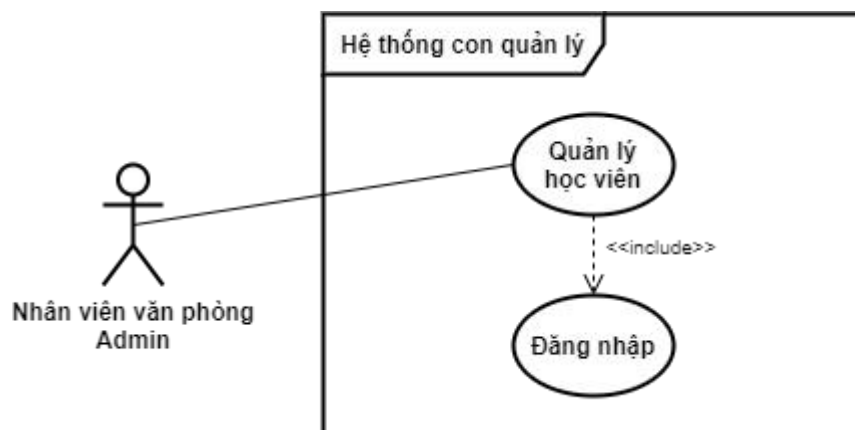 Hệ thống con quản lý
Quản lý
học viên
<<include>>
Nhân viên văn phòng
Admin
Đăng nhập